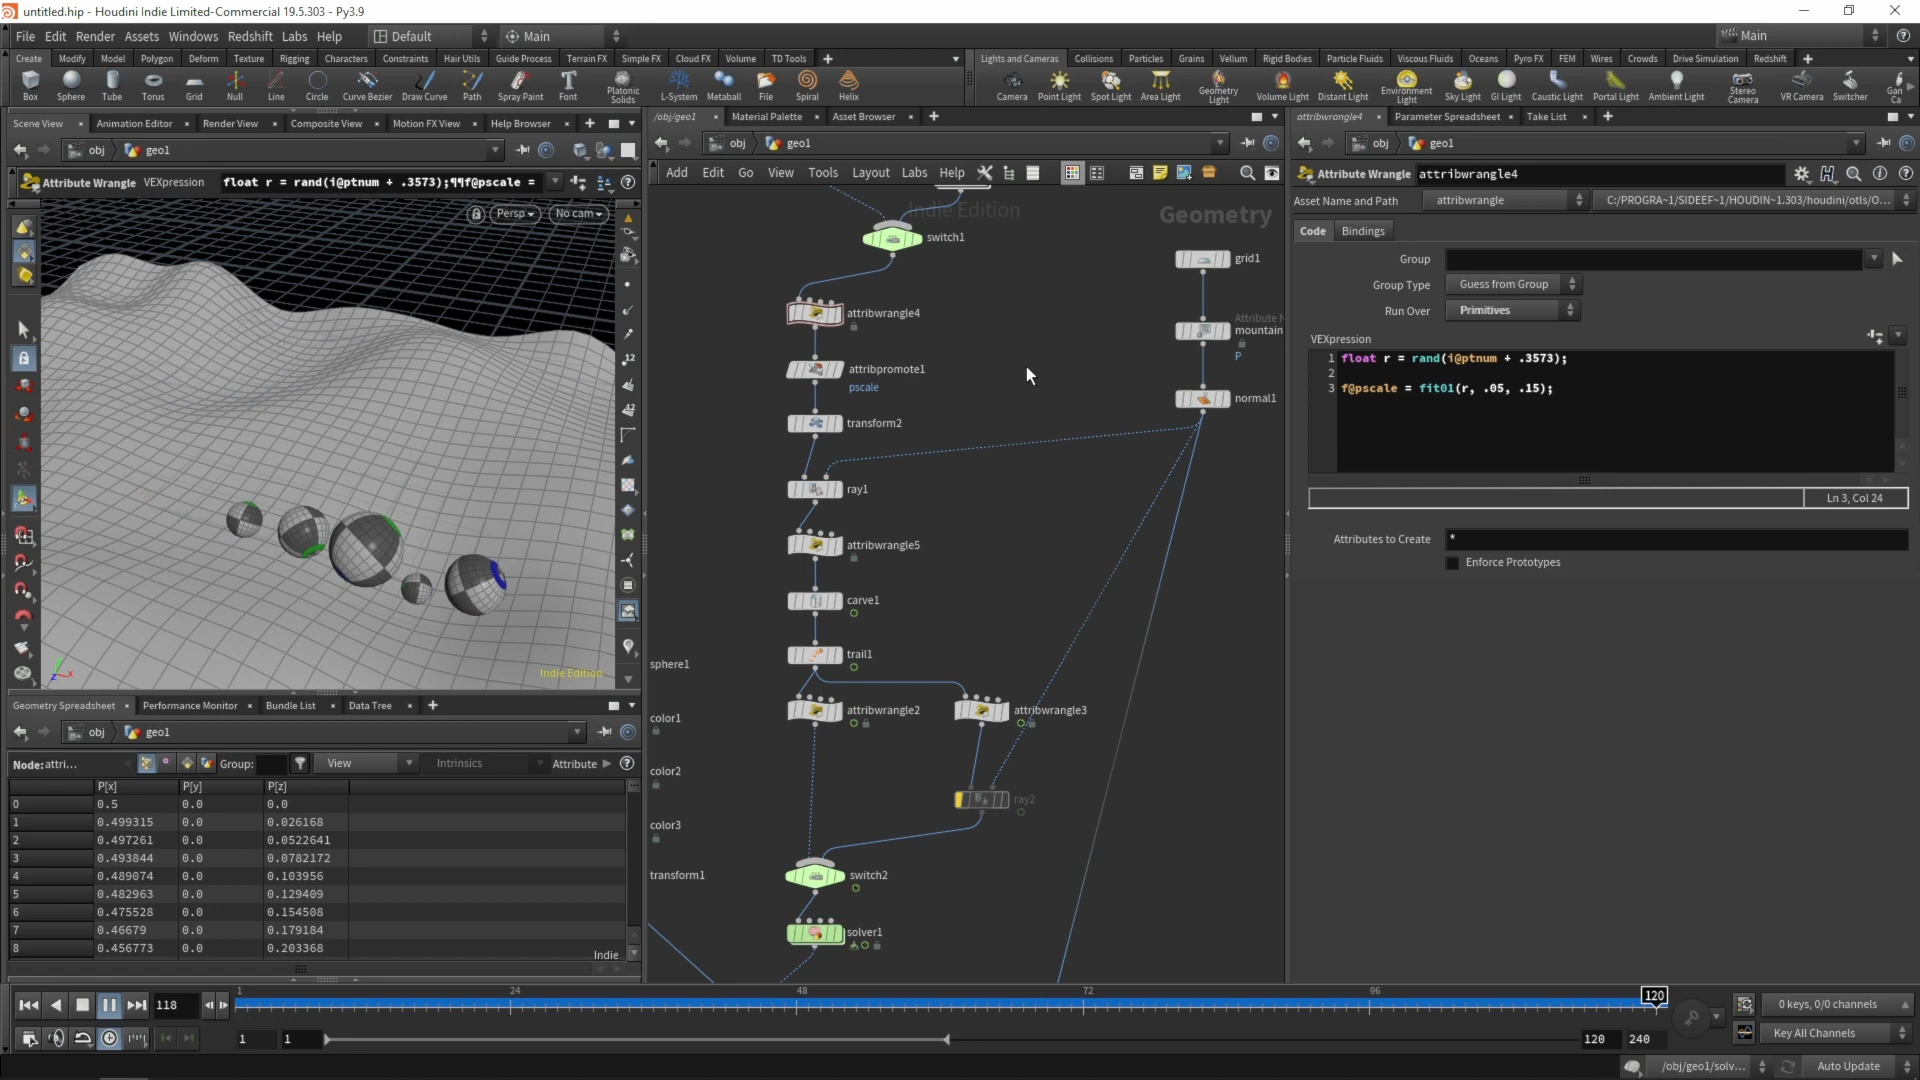 untitled.hip - Houdini Indie Limited-Commercial 19.5.303 - Py3.9
File Edit Render Assets Windows Redshift Labs Help Default Main Main
Create Modify Model Polygon Deform Texture Rigging Characters Constraints Hair Utils Guide Process Terrain FX Simple FX Cloud FX Volume TD Tools
Lights and Cameras Collisions Particles Grains Vellum Rigid Bodies Particle Fluids Viscous Fluids Oceans Pyro FX FEM Wires Crowds Drive Simulation Redshift
Box Sphere Tube Torus Grid Null Line Circle Curve Bezier Draw Curve Path Spray Paint Font Platonic Solids L-System Metaball File Spiral Helix
Camera Point Light Spot Light Area Light Geometry Light Volume Light Distant Light Environment Light Sky Light GI Light Caustic Light Portal Light Ambient Light Stereo Camera VR Camera Switcher Gan Ca
Scene View Animation Editor Render View Composite View Motion FX View Help Browser
obj geo1
Attribute Wrangle VEXpression float r = rand(i@ptnum + .3573);¶¶f@pscale =
Persp No cam
Indie Edition
/obj/geo1 Material Palette Asset Browser
obj geo1
Add Edit Go View Tools Layout Labs Help
Indie Edition
Geometry
switch1
grid1
attribwrangle4
Attribute N
mountain
P
attribpromote1
pscale
normal1
transform2
ray1
attribwrangle5
carve1
trail1
sphere1
attribwrangle2
attribwrangle3
color1
color2
ray2
color3
transform1
switch2
solver1
attribwrangle4 Parameter Spreadsheet Take List
obj geo1
Attribute Wrangle attribwrangle4
Asset Name and Path attribwrangle C:/PROGRA~1/SIDEEF~1/HOUDIN~1.303/houdini/otls/O...
Code Bindings
Group
Group Type Guess from Group
Run Over Primitives
VEXpression
1 float r = rand(i@ptnum + .3573);
2
3 f@pscale = fit01(r, .05, .15);
Ln 3, Col 24
Attributes to Create *
Enforce Prototypes
Geometry Spreadsheet Performance Monitor Bundle List Data Tree
obj geo1
Node:attri... Group: View Intrinsics Attribute
P[x] P[y] P[z]
0 0.5 0.0 0.0
1 0.499315 0.0 0.026168
2 0.497261 0.0 0.0522641
3 0.493844 0.0 0.0782172
4 0.489074 0.0 0.103956
5 0.482963 0.0 0.129409
6 0.475528 0.0 0.154508
7 0.46679 0.0 0.179184
8 0.456773 0.0 0.203368
Indie
118 1 24 48 72 96 120
0 keys, 0/0 channels
1 1 120 240
Key All Channels
/obj/geo1/solv... Auto Update